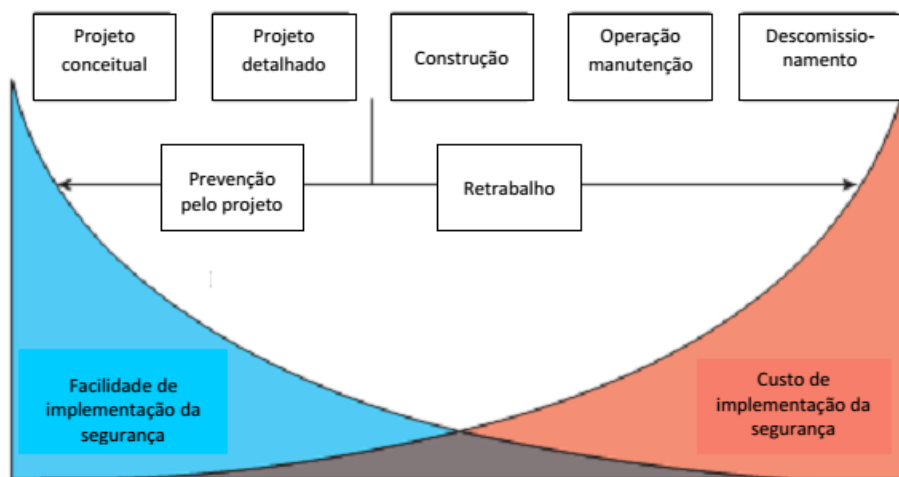 Projeto
conceitual
Projeto
detalhado
Construção
Operação
manutenção
Descomissio-
namento
Prevenção
pelo projeto
Retrabalho
Facilidade de
implementação da
segurança
Custo de
implementação da
segurança